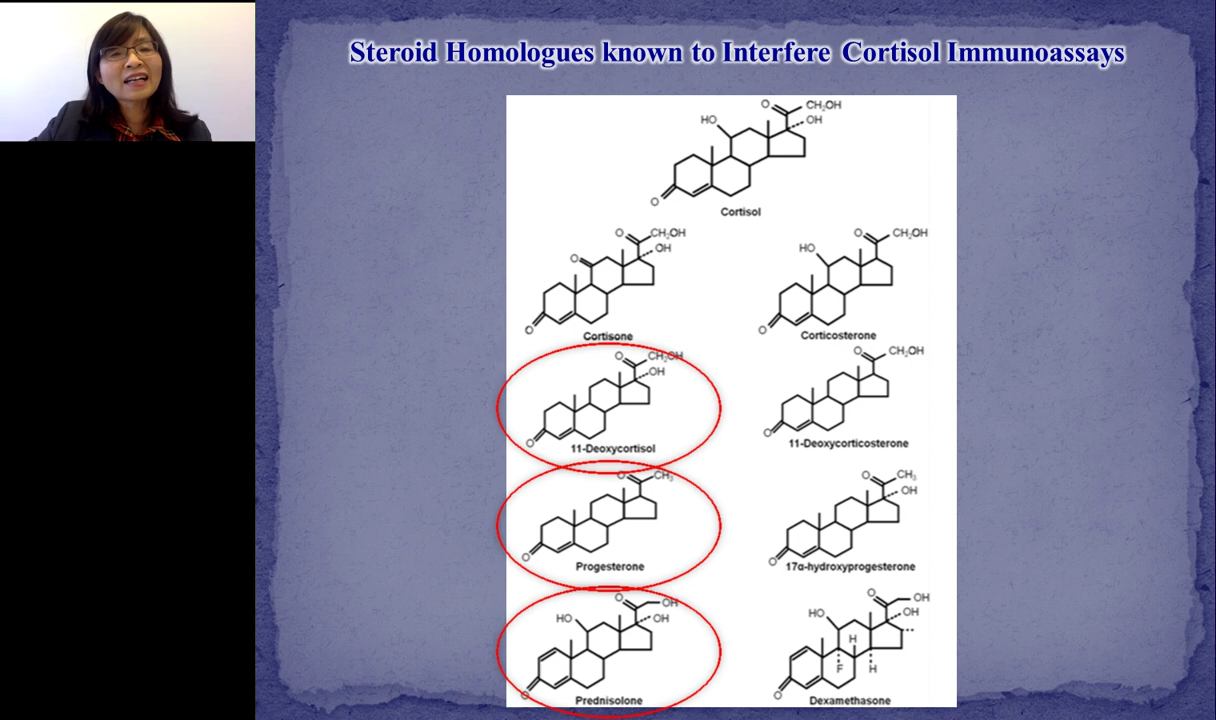 Steroid Homologues known to Interfere Cortisol Immunoassays
O CH₂OH
HO OH
O
Cortisol
O CH₂OH
O OH
O
Cortisone
O CH₂OH
HO
O
Corticosterone
O CH₂OH
OH
O
11-Deoxycortisol
O CH₂OH
O
11-Deoxycorticosterone
O CH₃
O
Progesterone
O CH₃
OH
O
17α-hydroxyprogesterone
O OH
HO OH
O
Prednisolone
O OH
HO OH
H
F H
O
Dexamethasone